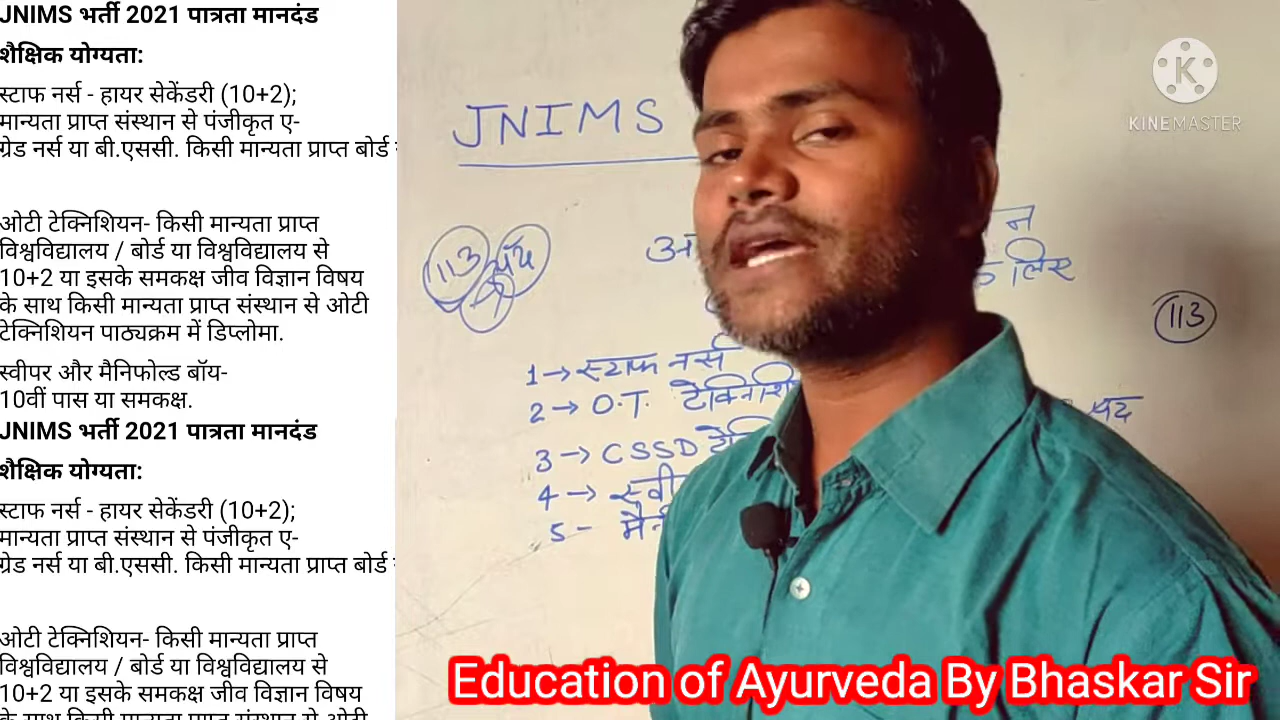 JNIMS भर्ती 2021 पात्रता मानदंड
शैक्षिक योग्यता:
स्टाफ नर्स - हायर सेकेंडरी (10+2);
मान्यता प्राप्त संस्थान से पंजीकृत ए-
ग्रेड नर्स या बी.एससी. किसी मान्यता प्राप्त बोर्ड
ओटी टेक्निशियन- किसी मान्यता प्राप्त
विश्वविद्यालय / बोर्ड या विश्वविद्यालय से
10+2 या इसके समकक्ष जीव विज्ञान विषय
के साथ किसी मान्यता प्राप्त संस्थान से ओटी
टेक्निशियन पाठ्यक्रम में डिप्लोमा.
स्वीपर और मैनिफोल्ड बॉय-
10वीं पास या समकक्ष.
JNIMS भर्ती 2021 पात्रता मानदंड
शैक्षिक योग्यता:
स्टाफ नर्स - हायर सेकेंडरी (10+2);
मान्यता प्राप्त संस्थान से पंजीकृत ए-
ग्रेड नर्स या बी.एससी. किसी मान्यता प्राप्त बोर्ड
ओटी टेक्निशियन- किसी मान्यता प्राप्त
विश्वविद्यालय / बोर्ड या विश्वविद्यालय से
10+2 या इसके समकक्ष जीव विज्ञान विषय
JNIMS
113
लिए
113
1→ स्टाफ नर्स
2→ O.T.
पद
3→ CSSD
4→
5-
K
KINEMASTER
Education of Ayurveda By Bhaskar Sir